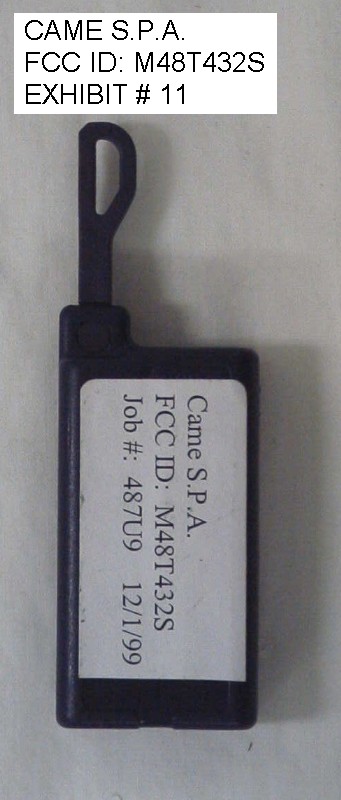 CAME S.P.A.
FCC ID: M48T432S
EXHIBIT # 11
Came S.P.A.
FCC ID: M48T432S
Job #: 487U9 12/1/99